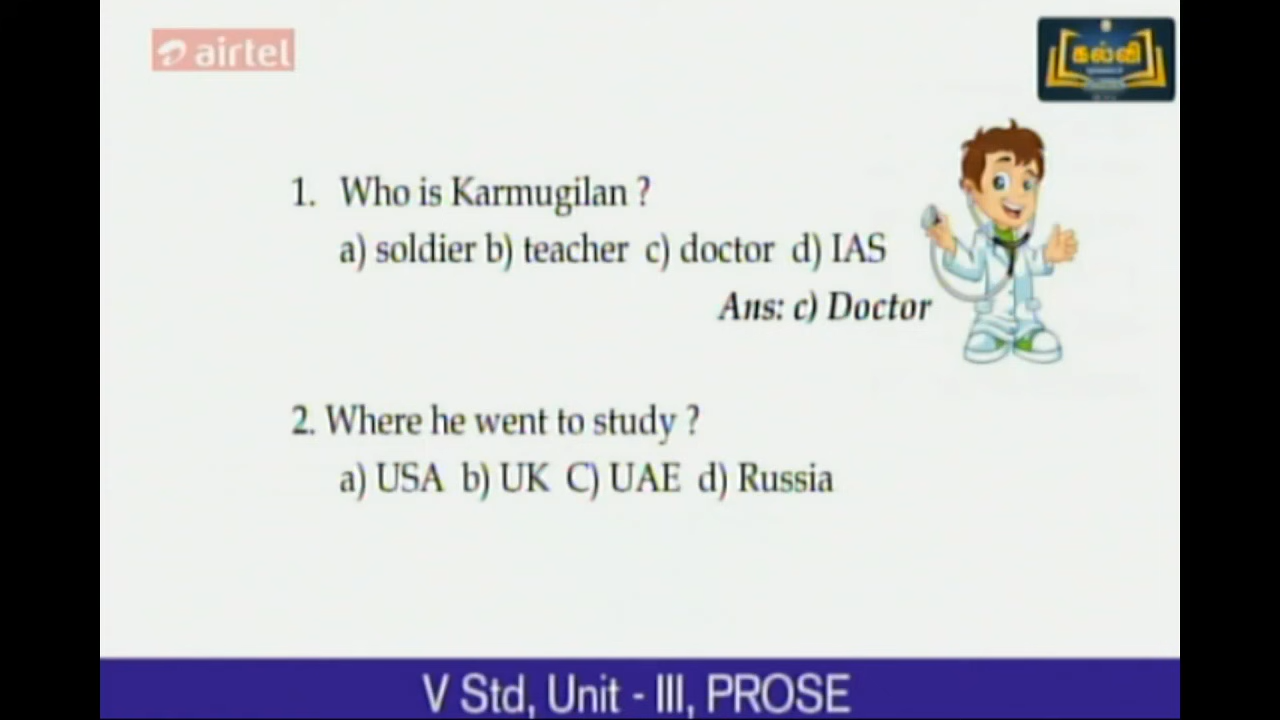 airtel
கல்வி
1. Who is Karmugilan ?
a) soldier b) teacher c) doctor d) IAS
Ans: c) Doctor
2. Where he went to study ?
a) USA b) UK C) UAE d) Russia
V Std, Unit - III, PROSE